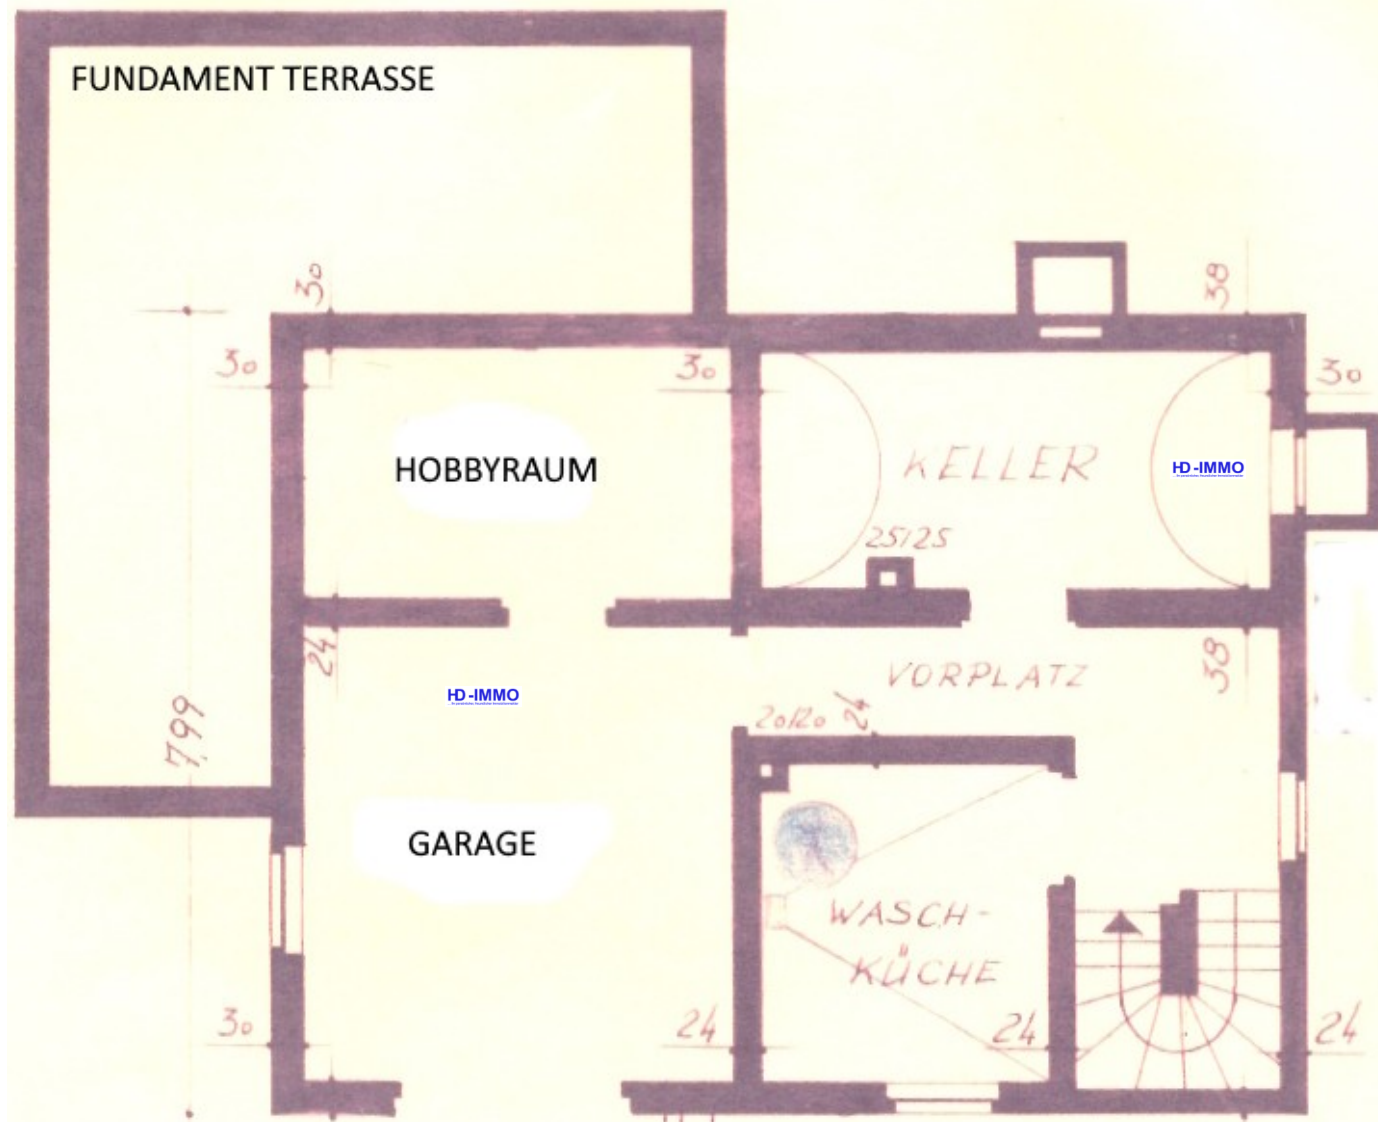 FUNDAMENT TERRASSE
30
38
30
30
30
HOBBYRAUM
KELLER
HD-IMMO
25/25
24
VORPLATZ
38
HD-IMMO
20/20
24
7,99
GARAGE
WASCH-
KÜCHE
30
24
24
24